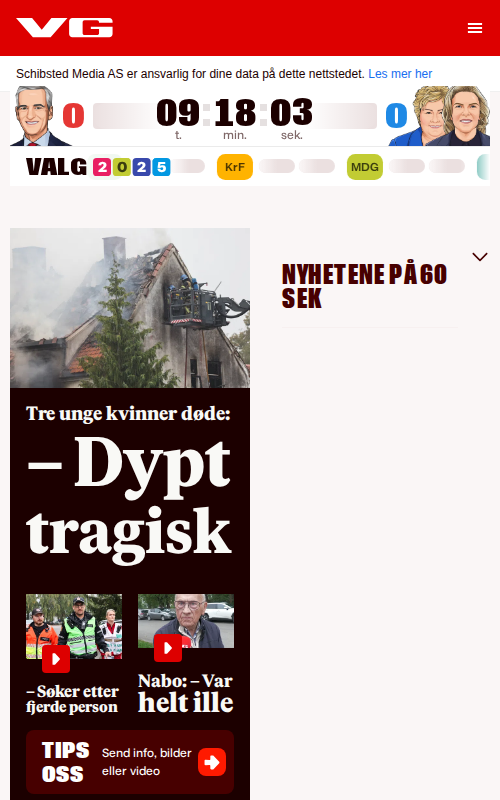 VG
Schibsted Media AS er ansvarlig for dine data på dette nettstedet. Les mer her
0 09:18:03 0
t. min. sek.
VALG 2025 KrF MDG
NYHETENE PÅ 60
SEK
Tre unge kvinner døde:
– Dypt
tragisk
– Søker etter
fjerde person
Nabo: – Var
helt ille
TIPS
OSS
Send info, bilder
eller video